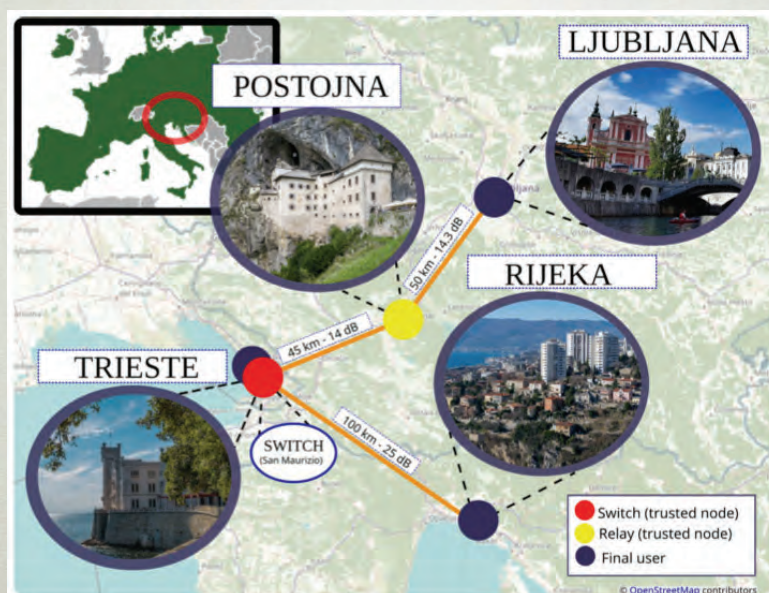 LJUBLJANA
POSTOJNA
50 km - 14.3 dB
RIJEKA
45 km - 14 dB
TRIESTE
SWITCH
(San Maurizio)
100 km - 25 dB
Switch (trusted node)
Relay (trusted node)
Final user
© OpenStreetMap contributors